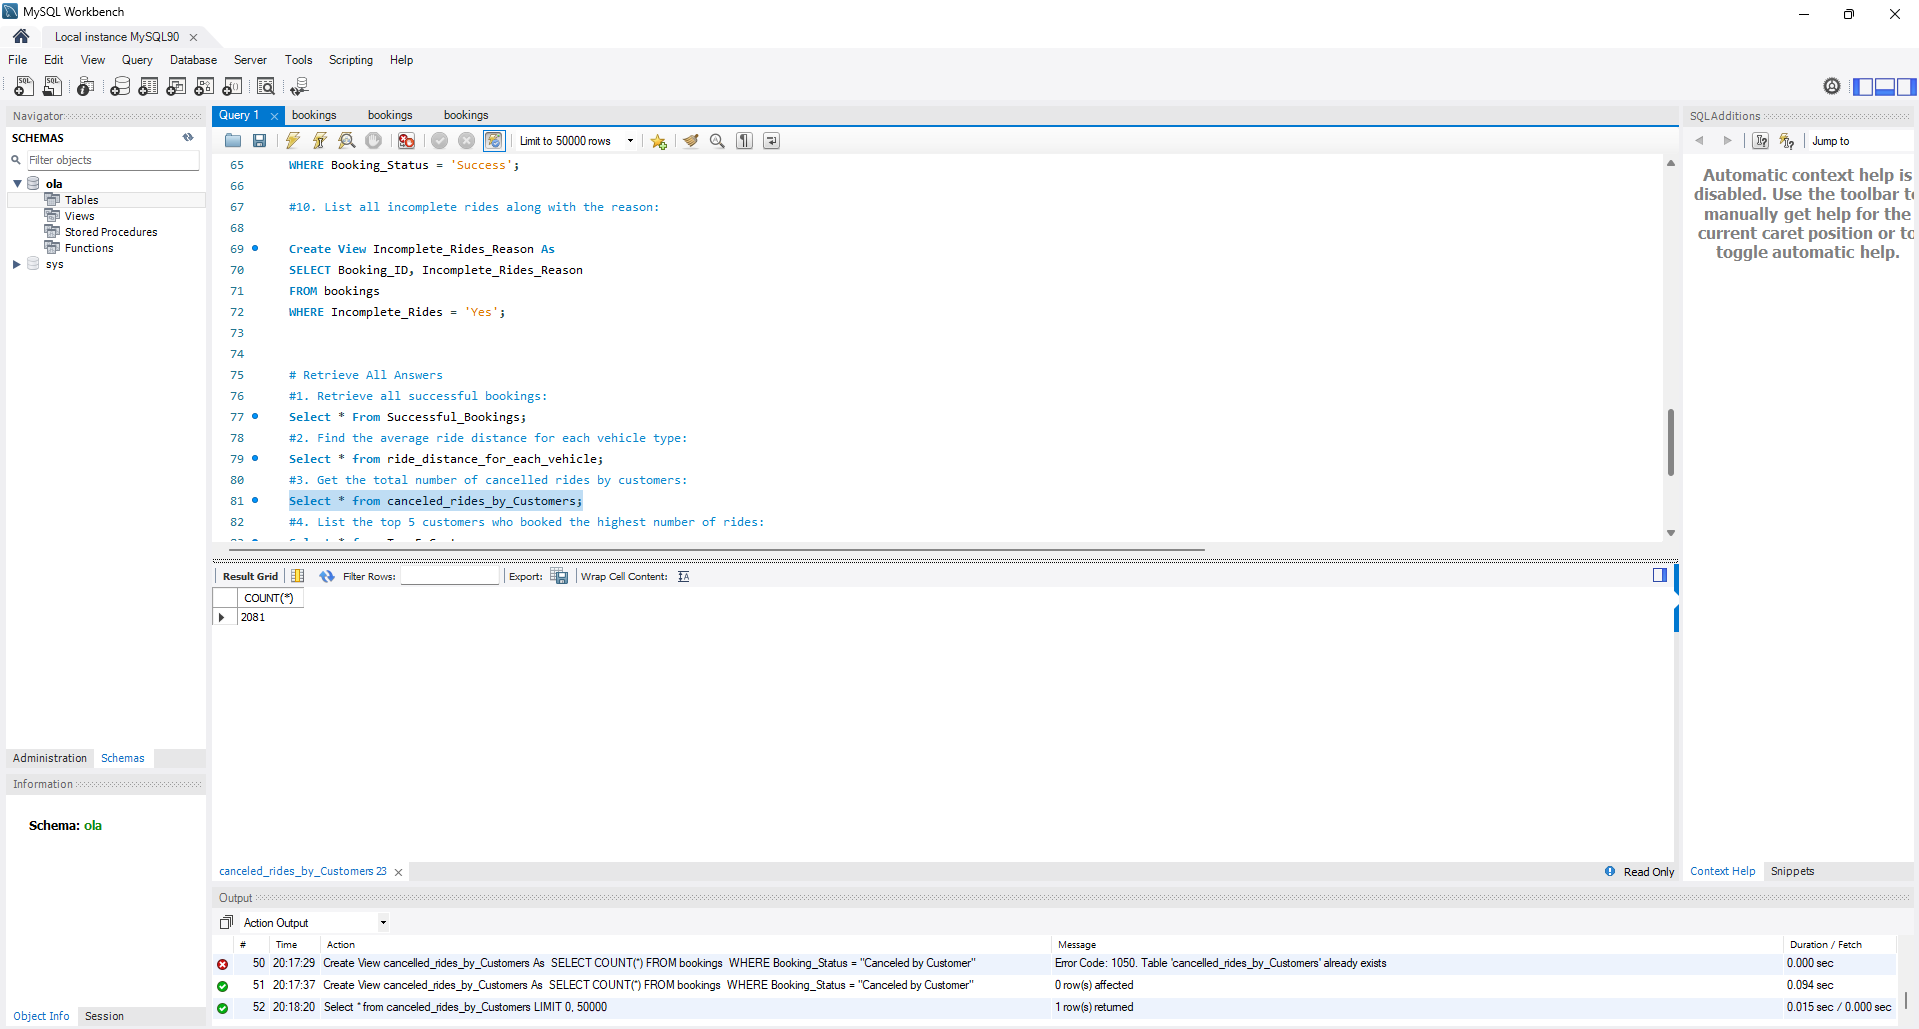 MySQL Workbench
Local instance MySQL90
File Edit View Query Database Server Tools Scripting Help
Navigator
SCHEMAS
Filter objects
ola
Tables
Views
Stored Procedures
Functions
sys
Administration Schemas
Information
Schema: ola
Object Info Session
Query 1 bookings bookings bookings
Limit to 50000 rows
65 WHERE Booking_Status = 'Success';
66
67 #10. List all incomplete rides along with the reason:
68
69 Create View Incomplete_Rides_Reason As
70 SELECT Booking_ID, Incomplete_Rides_Reason
71 FROM bookings
72 WHERE Incomplete_Rides = 'Yes';
73
74
75 # Retrieve All Answers
76 #1. Retrieve all successful bookings:
77 Select * From Successful_Bookings;
78 #2. Find the average ride distance for each vehicle type:
79 Select * from ride_distance_for_each_vehicle;
80 #3. Get the total number of cancelled rides by customers:
81 Select * from canceled_rides_by_Customers;
82 #4. List the top 5 customers who booked the highest number of rides:
Result Grid Filter Rows: Export: Wrap Cell Content:
COUNT(*)
2081
canceled_rides_by_Customers 23
Read Only
SQLAdditions
Jump to
Automatic context help is
disabled. Use the toolbar
manually get help for the
current caret position or
toggle automatic help.
Context Help Snippets
Output
Action Output
# Time Action Message Duration / Fetch
50 20:17:29 Create View cancelled_rides_by_Customers As SELECT COUNT(*) FROM bookings WHERE Booking_Status = "Canceled by Customer" Error Code: 1050. Table 'cancelled_rides_by_Customers' already exists 0.000 sec
51 20:17:37 Create View canceled_rides_by_Customers As SELECT COUNT(*) FROM bookings WHERE Booking_Status = "Canceled by Customer" 0 row(s) affected 0.094 sec
52 20:18:20 Select * from canceled_rides_by_Customers LIMIT 0, 50000 1 row(s) returned 0.015 sec / 0.000 sec